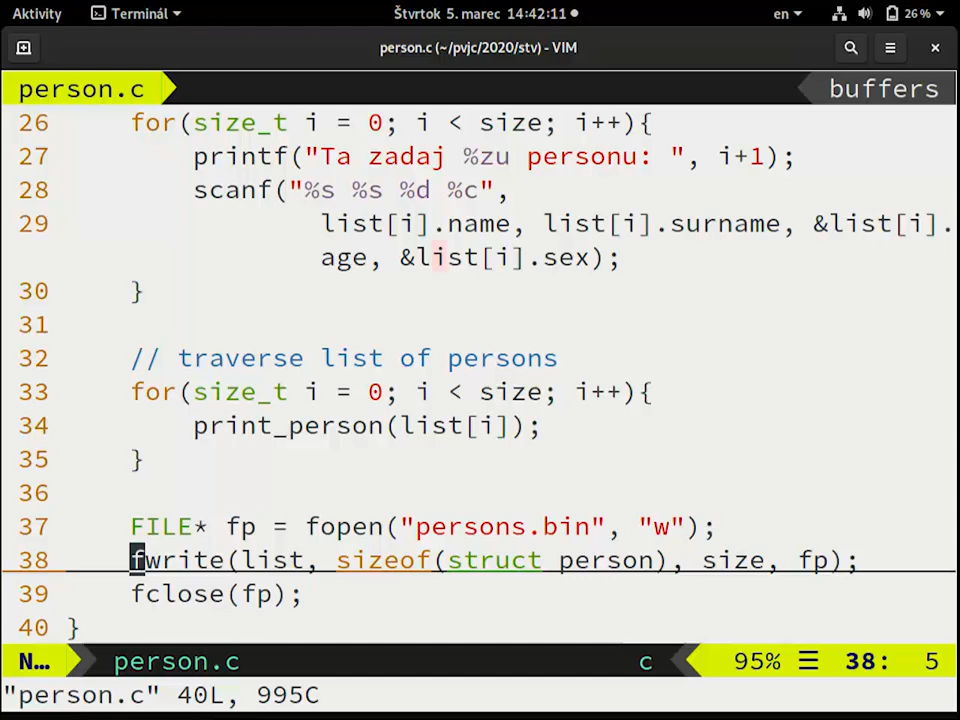 Aktivity Terminál Štvrtok 5. marec 14:42:11 en 26 %
person.c (~/pvjc/2020/stv) - VIM
person.c buffers
26 for(size_t i = 0; i < size; i++){
27 printf("Ta zadaj %zu personu: ", i+1);
28 scanf("%s %s %d %c",
29 list[i].name, list[i].surname, &list[i].
age, &list[i].sex);
30 }
31
32 // traverse list of persons
33 for(size_t i = 0; i < size; i++){
34 print_person(list[i]);
35 }
36
37 FILE* fp = fopen("persons.bin", "w");
38 fwrite(list, sizeof(struct person), size, fp);
39 fclose(fp);
40 }
N… person.c c 95% ☰ 38: 5
"person.c" 40L, 995C